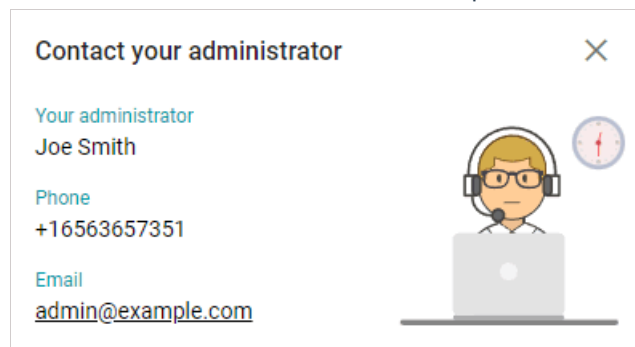 Contact your administrator
Your administrator
Joe Smith
Phone
+16563657351
Email
admin@example.com